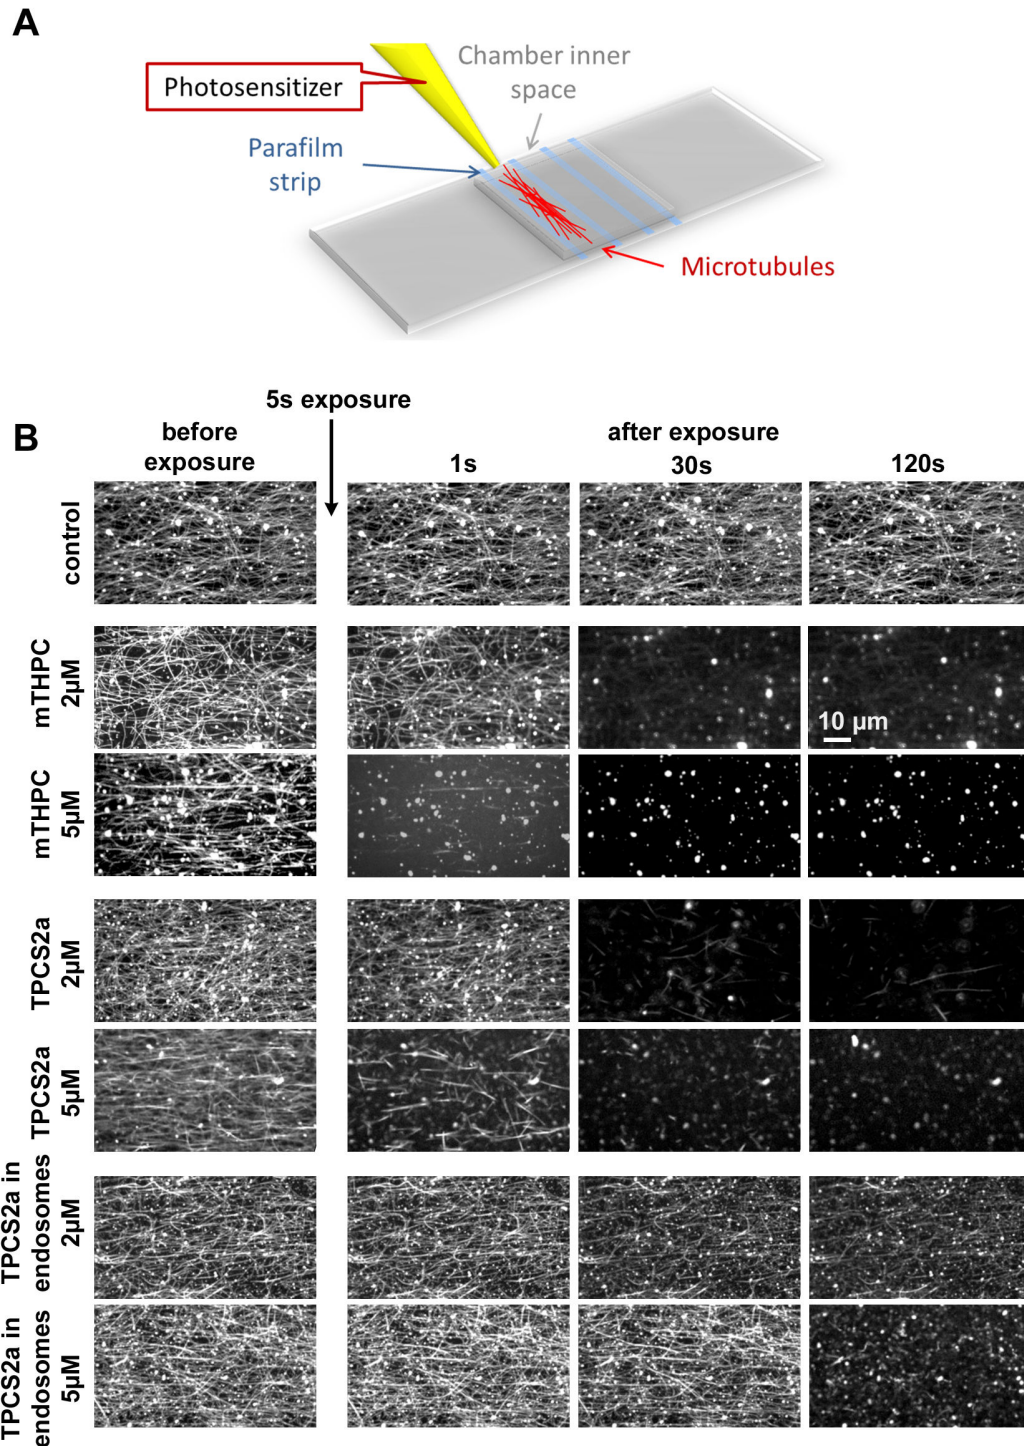 A
Chamber inner
space
Photosensitizer
Parafilm
strip
Microtubules
B
5s exposure
before
exposure
after exposure
1s
30s
120s
control
mTHPC
2µM
10 µm
mTHPC
5µM
TPCS2a
2µM
TPCS2a
5µM
TPCS2a in
endosomes
2µM
TPCS2a in
endosomes
5µM